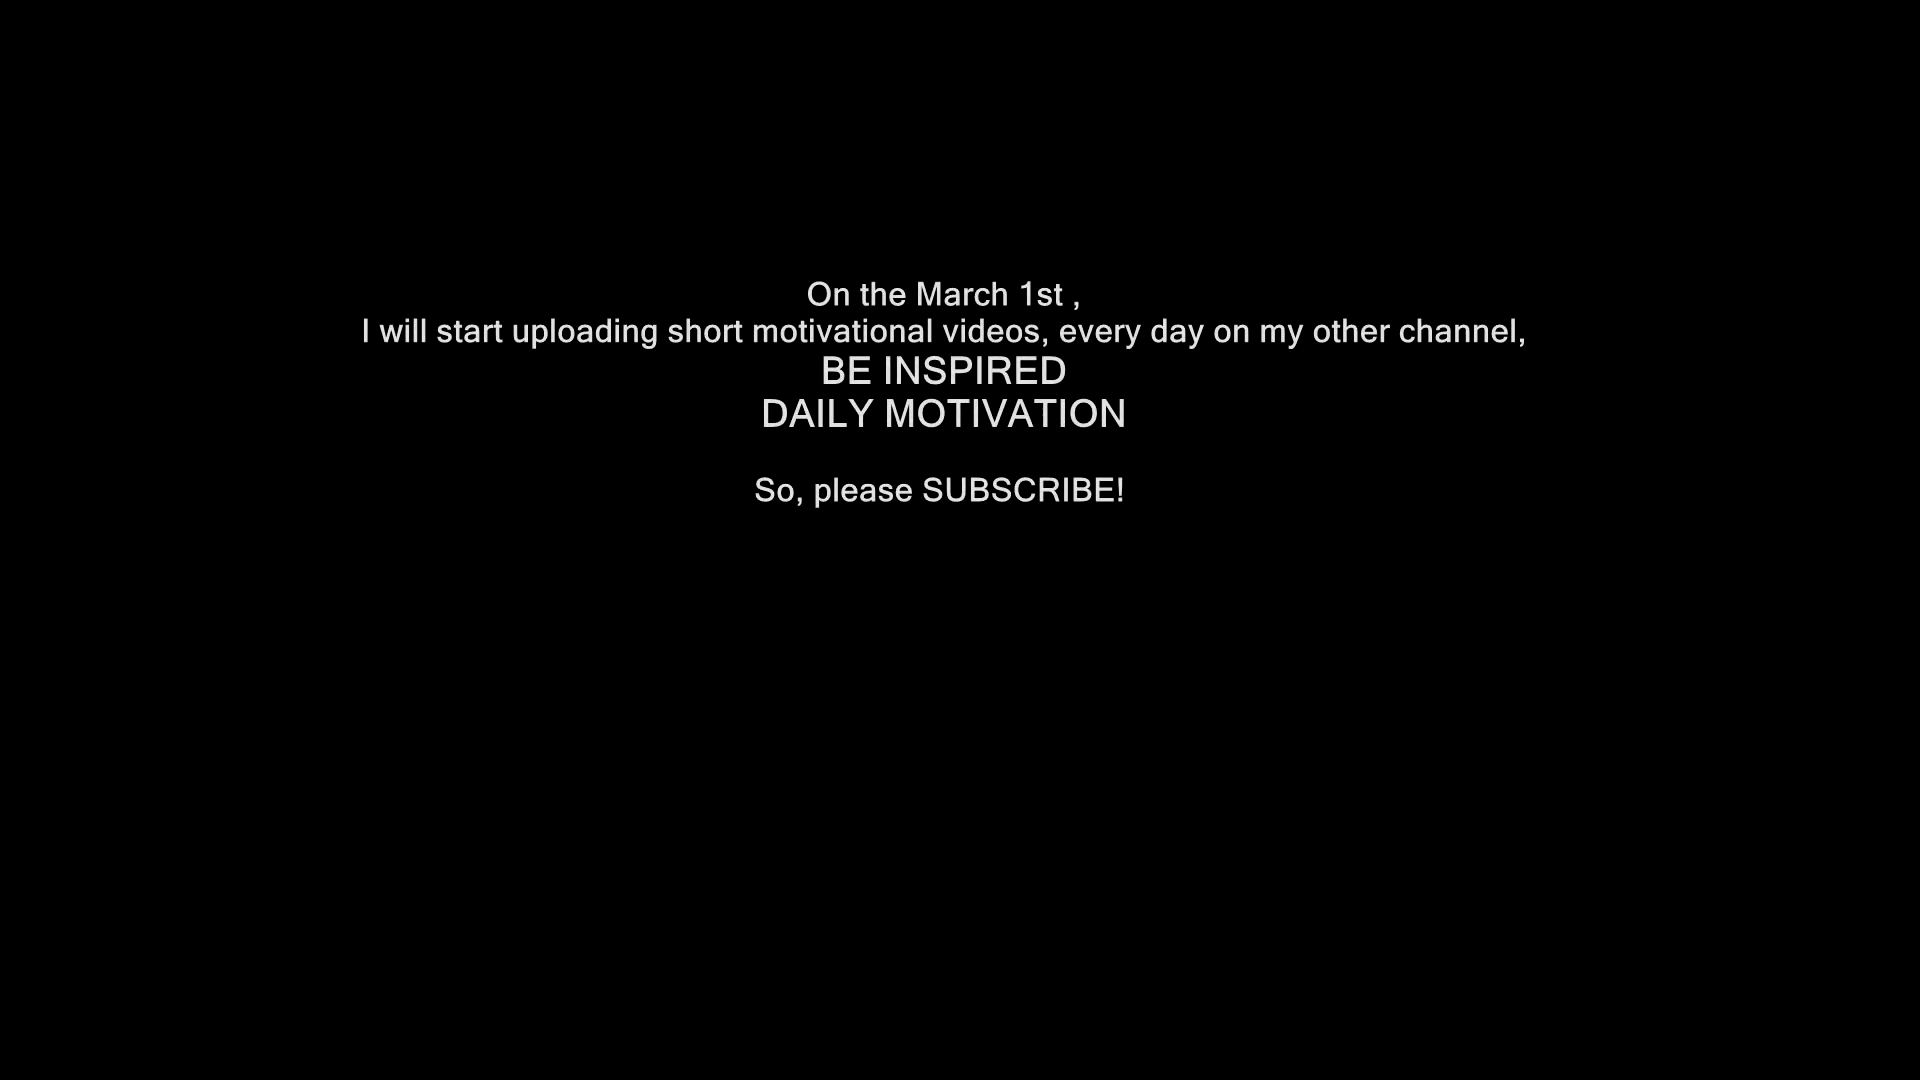 On the March 1st ,
I will start uploading short motivational videos, every day on my other channel,
BE INSPIRED
DAILY MOTIVATION
So, please SUBSCRIBE!